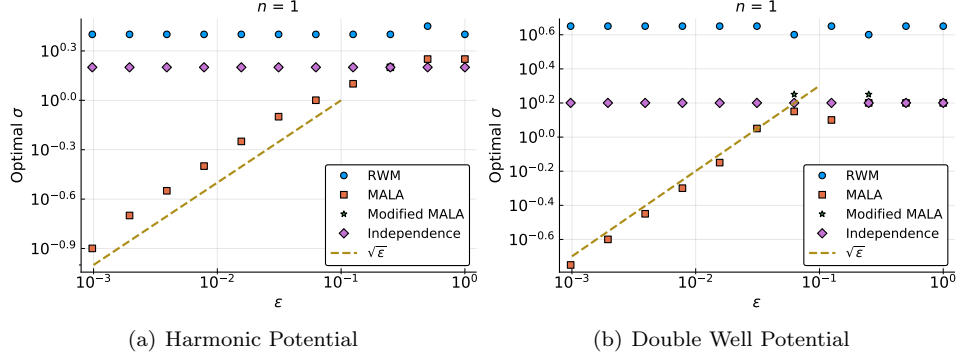 n = 1
Optimal σ
10^0.3
10^0.0
10^−0.3
10^−0.6
10^−0.9
RWM
MALA
Modified MALA
Independence
√ε
10^−3
10^−2
10^−1
10^0
ε
(a) Harmonic Potential
n = 1
Optimal σ
10^0.6
10^0.2
10^0.0
10^−0.2
10^−0.4
10^−0.6
RWM
MALA
Modified MALA
Independence
√ε
10^−3
10^−2
10^−1
10^0
ε
(b) Double Well Potential